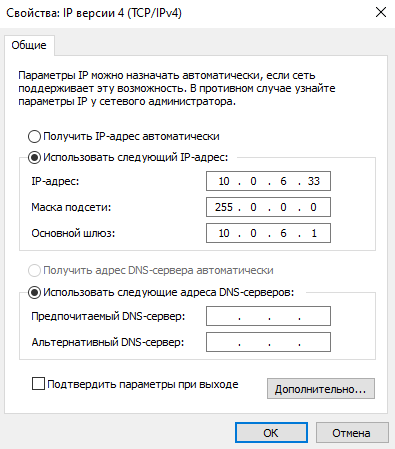 Свойства: IP версии 4 (TCP/IPv4)
Общие
Параметры IP можно назначать автоматически, если сеть
поддерживает эту возможность. В противном случае узнайте
параметры IP у сетевого администратора.
Получить IP-адрес автоматически
Использовать следующий IP-адрес:
IP-адрес: 10 . 0 . 6 . 33
Маска подсети: 255 . 0 . 0 . 0
Основной шлюз: 10 . 0 . 6 . 1
Получить адрес DNS-сервера автоматически
Использовать следующие адреса DNS-серверов:
Предпочитаемый DNS-сервер: . . .
Альтернативный DNS-сервер: . . .
Подтвердить параметры при выходе
Дополнительно...
ОК Отмена